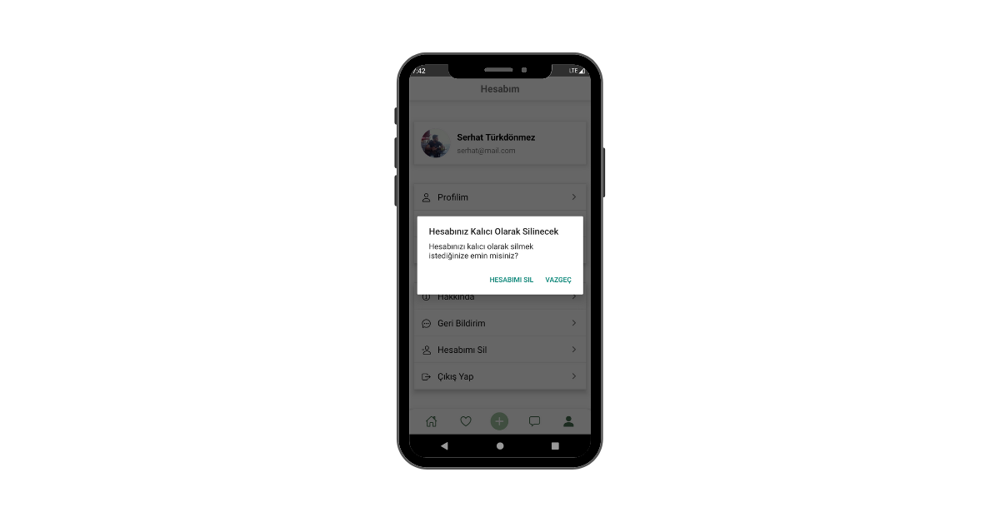 7:42
LTE
Hesabım
Serhat Türkdönmez
serhat@mail.com
Profilim
Hesabınız Kalıcı Olarak Silinecek
Hesabınızı kalıcı olarak silmek
istediğinize emin misiniz?
HESABIMI SIL VAZGEÇ
Hakkında
Geri Bildirim
Hesabımı Sil
Çıkış Yap